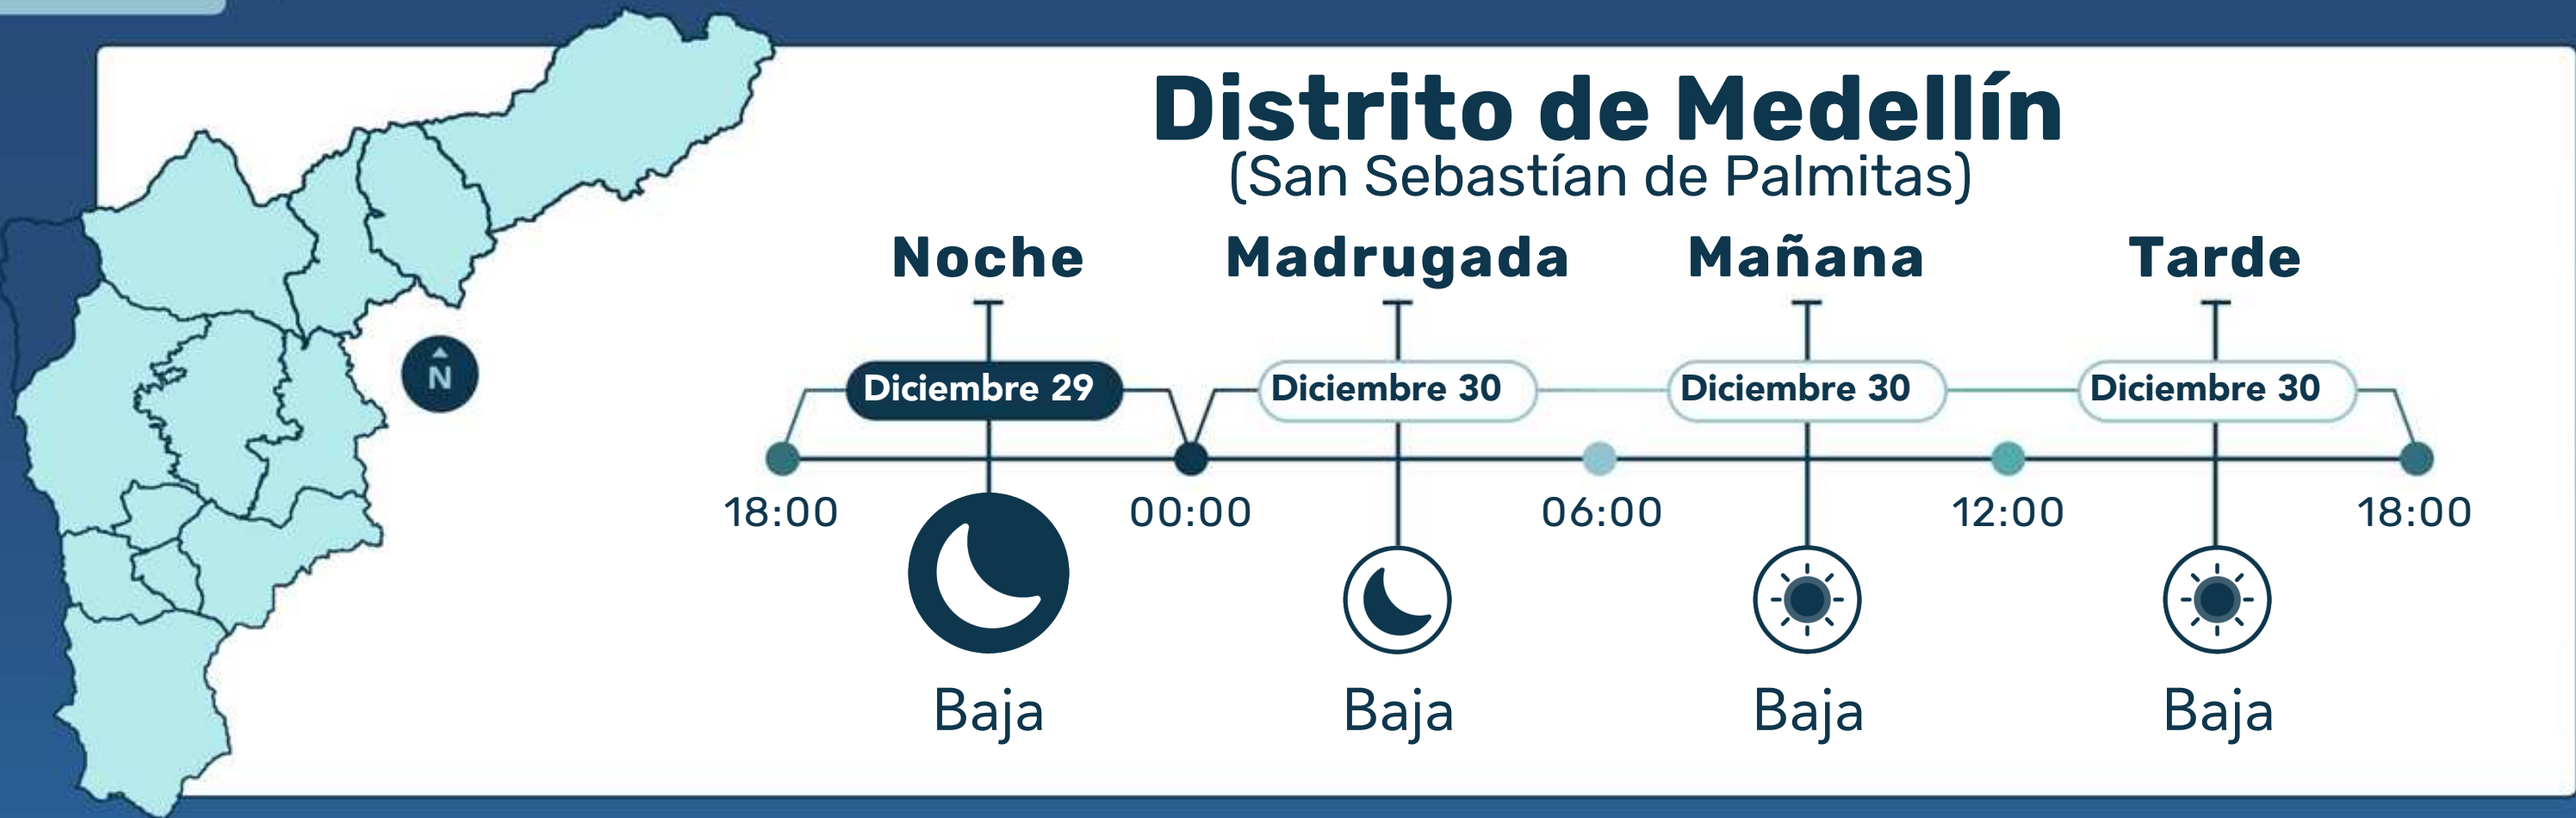 Distrito de Medellín
(San Sebastían de Palmitas)
Noche Madrugada Mañana Tarde
Diciembre 29 Diciembre 30 Diciembre 30 Diciembre 30
N
18:00 00:00 06:00 12:00 18:00
Baja Baja Baja Baja